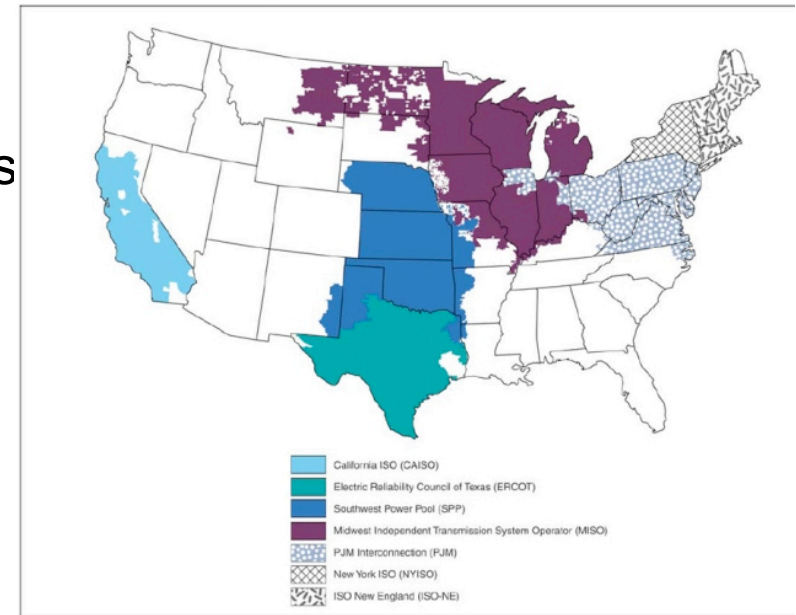 s
California ISO (CAISO)
Electric Reliability Council of Texas (ERCOT)
Southwest Power Pool (SPP)
Midwest Independent Transmission System Operator (MISO)
PJM Interconnection (PJM)
New York ISO (NYISO)
ISO New England (ISO-NE)